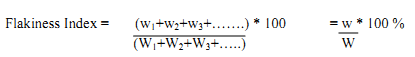 Flakiness Index = (w₁+w₂+w₃+.......) * 100 = w * 100 %
(W₁+W₂+W₃+.....) W